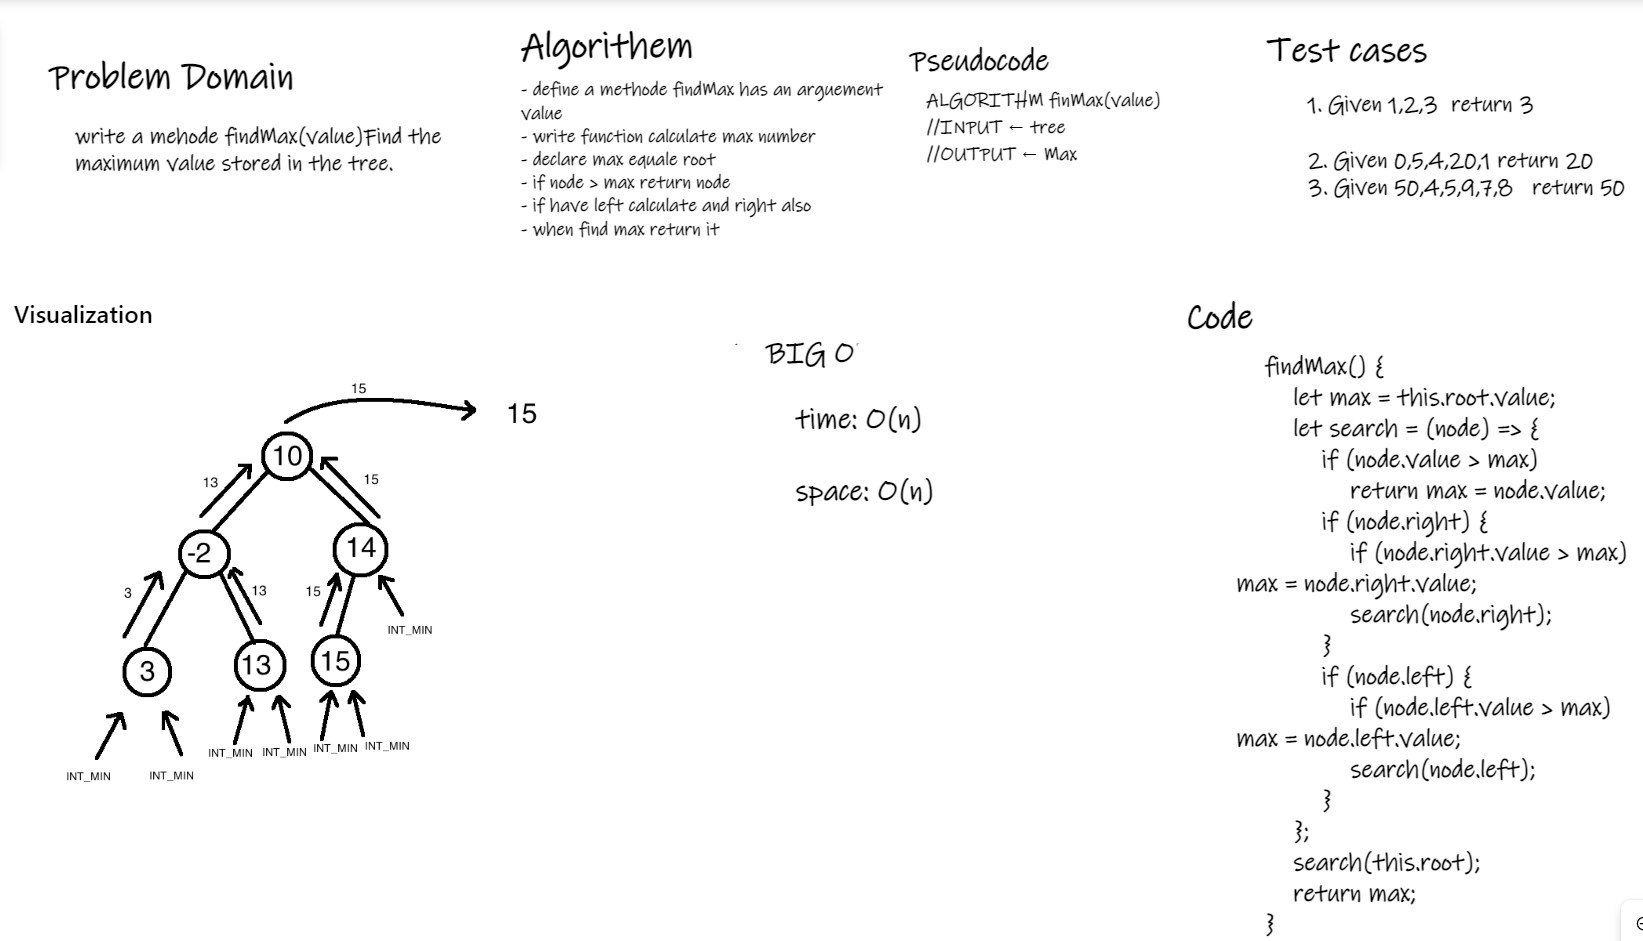 Problem Domain
write a mehode findMax(value)Find the
maximum value stored in the tree.
Algorithem
- define a methode findMax has an arguement
value
- write function calculate max number
- declare max equale root
- if node > max return node
- if have left calculate and right also
- when find max return it
Pseudocode
ALGORITHM finMax(value)
//INPUT ← tree
//OUTPUT ← Max
Test cases
1. Given 1,2,3 return 3
2. Given 0,5,4,20,1 return 20
3. Given 50,4,5,9,7,8 return 50
Visualization
15
15
10
13
15
-2
14
3
13
15
INT_MIN
3
13
15
INT_MIN
INT_MIN
INT_MIN
INT_MIN
INT_MIN
INT_MIN
BIG O
time: O(n)
space: O(n)
Code
findMax() {
let max = this.root.value;
let search = (node) => {
if (node.value > max)
return max = node.value;
if (node.right) {
if (node.right.value > max)
max = node.right.value;
search(node.right);
}
if (node.left) {
if (node.left.value > max)
max = node.left.value;
search(node.left);
}
};
search(this.root);
return max;
}